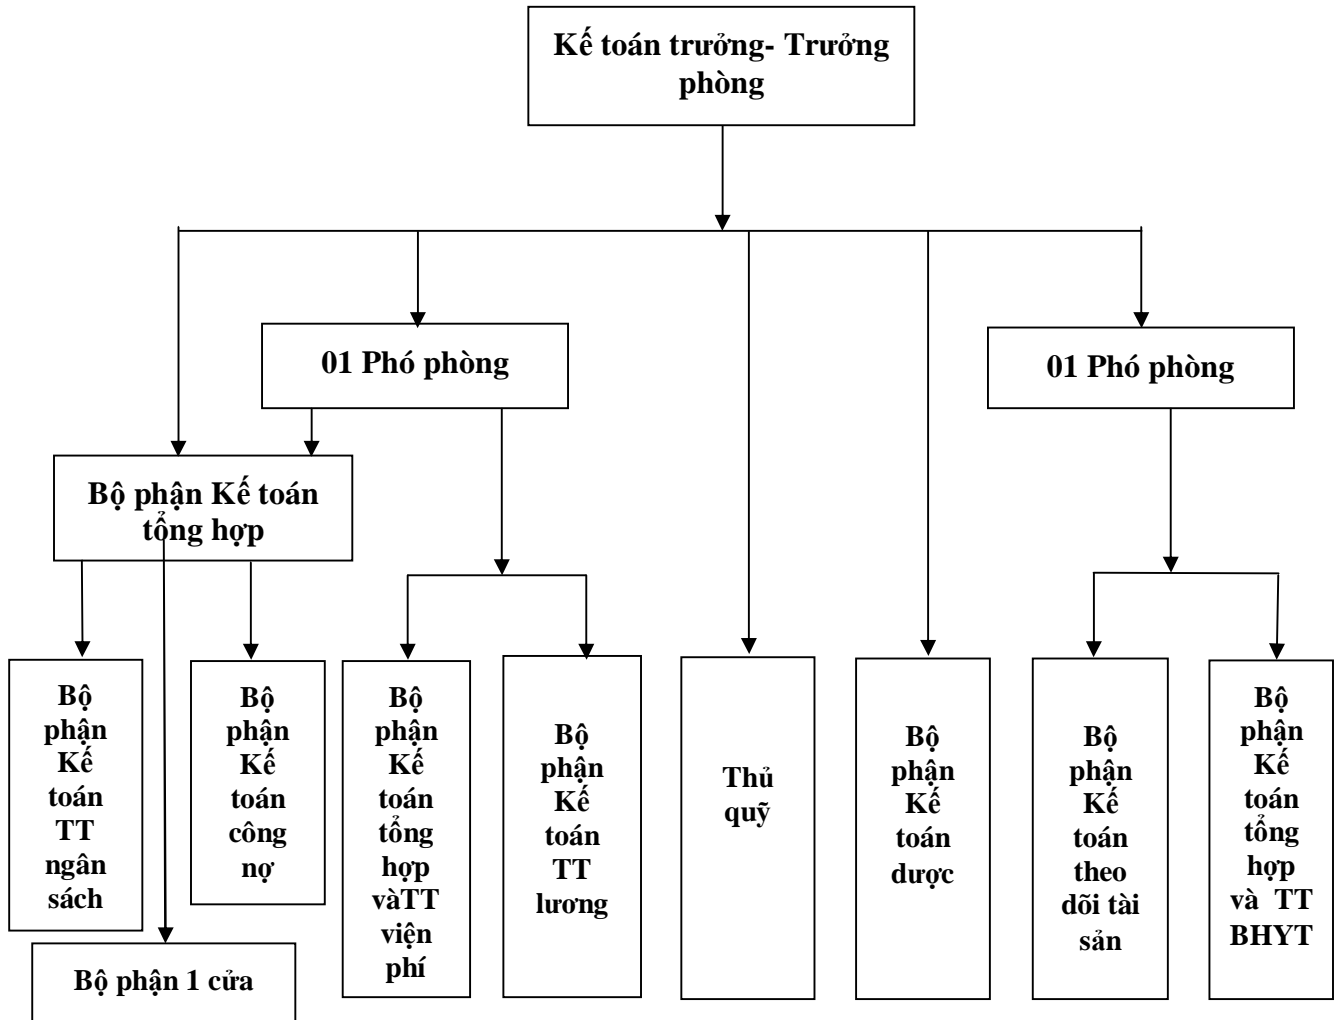 Kế toán trưởng- Trưởng
phòng
01 Phó phòng
01 Phó phòng
Bộ phận Kế toán
tổng hợp
Bộ
phận
Kế
toán
TT
ngân
sách
Bộ
phận
Kế
toán
công
nợ
Bộ
phận
Kế
toán
tổng
hợp
vàTT
viện
phí
Bộ
phận
Kế
toán
TT
lương
Thủ
quỹ
Bộ
phận
Kế
toán
dược
Bộ
phận
Kế
toán
theo
dõi tài
sản
Bộ
phận
Kế
toán
tổng
hợp
và TT
BHYT
Bộ phận 1 cửa